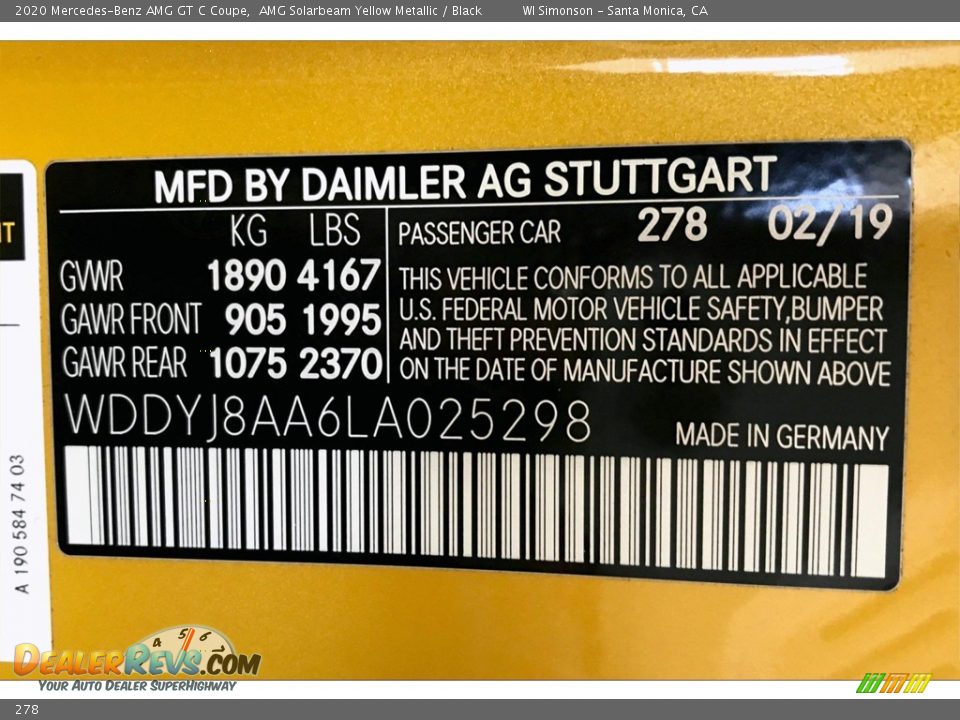 2020 Mercedes-Benz AMG GT C Coupe, AMG Solarbeam Yellow Metallic / Black WI Simonson - Santa Monica, CA
MFD BY DAIMLER AG STUTTGART
KG LBS
GVWR 1890 4167
GAWR FRONT 905 1995
GAWR REAR 1075 2370
PASSENGER CAR 278 02/19
THIS VEHICLE CONFORMS TO ALL APPLICABLE
U.S. FEDERAL MOTOR VEHICLE SAFETY,BUMPER
AND THEFT PREVENTION STANDARDS IN EFFECT
ON THE DATE OF MANUFACTURE SHOWN ABOVE
WDDYJ8AA6LA025298
MADE IN GERMANY
A 190 584 74 03
4 5 6
DEALERREVS.COM
YOUR AUTO DEALER SUPERHIGHWAY
278